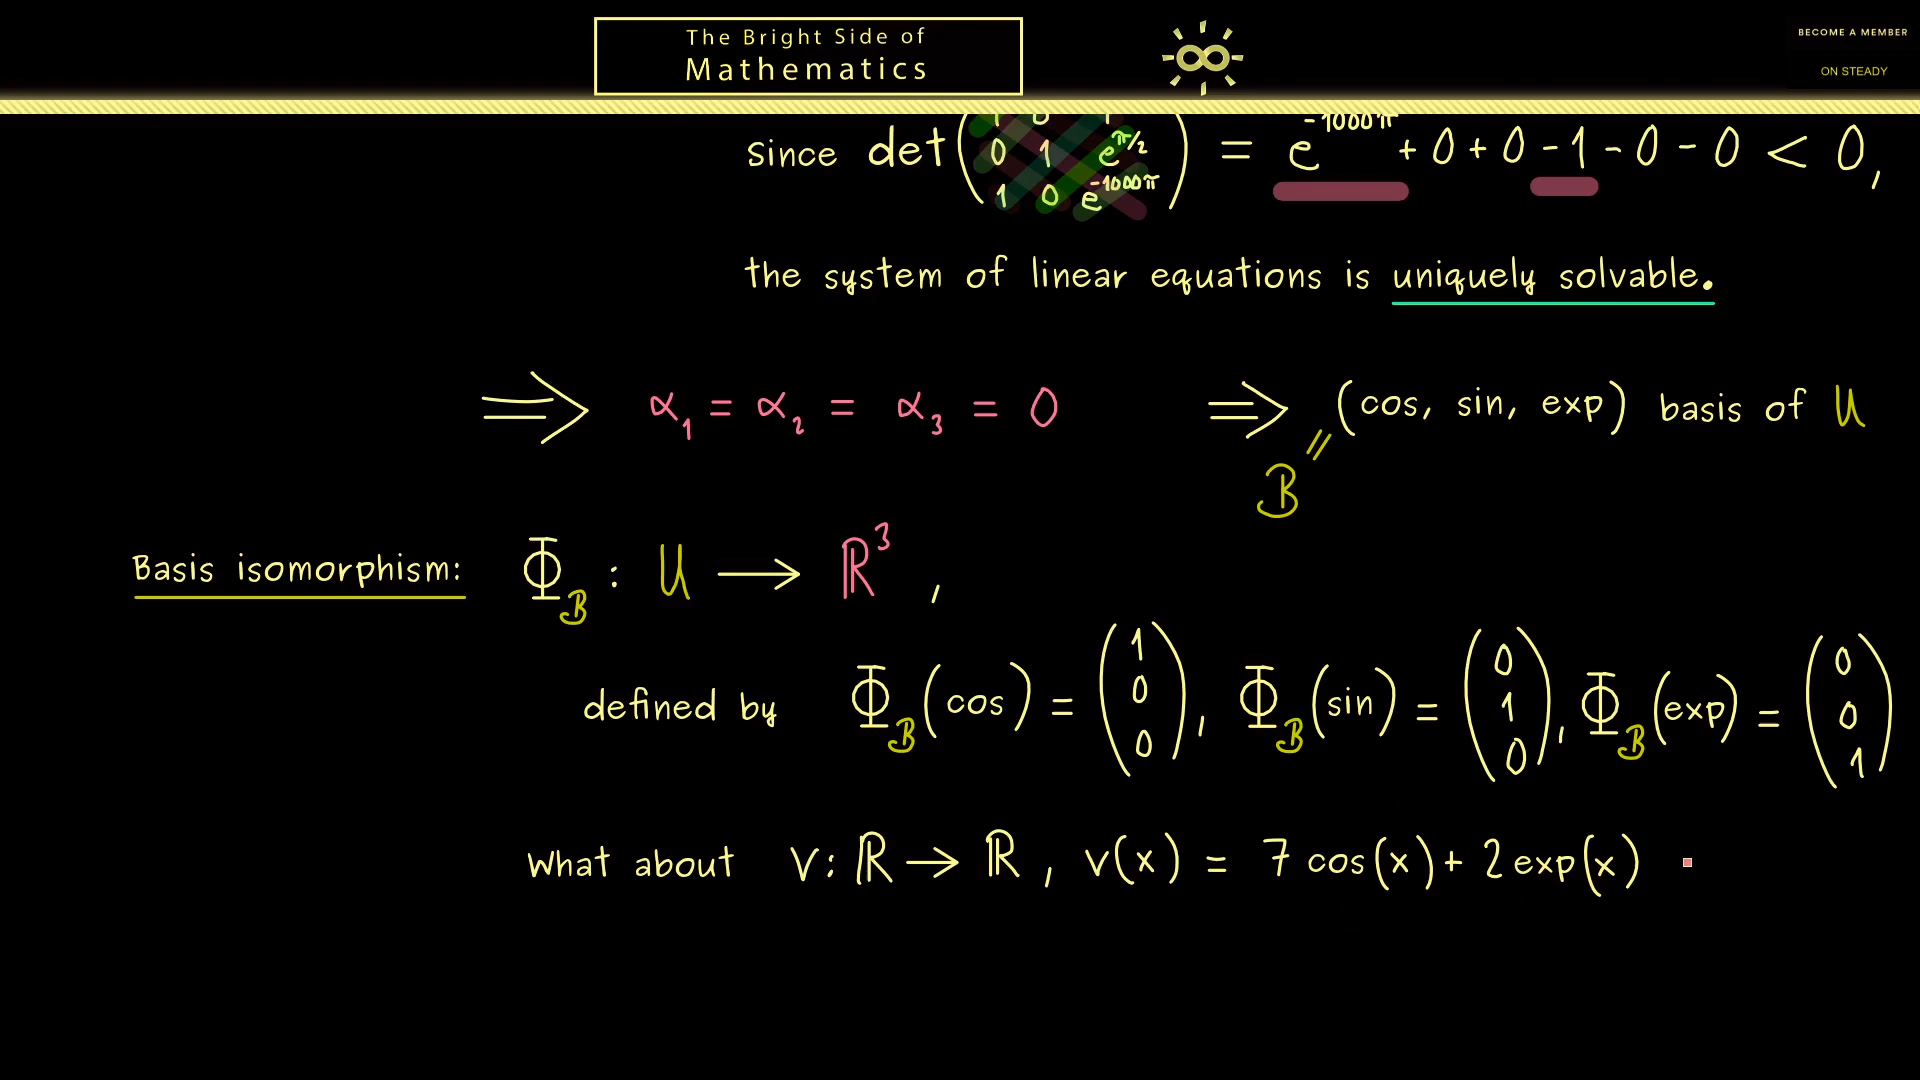 The Bright Side of
Mathematics
BECOME A MEMBER
ON STEADY
since det( 0 1 e^{π/2} 1 0 e^{-1000π} ) = e^{-1000π} + 0 + 0 - 1 - 0 - 0 < 0,
the system of linear equations is uniquely solvable.
⇒ α₁ = α₂ = α₃ = 0 ⇒ (cos, sin, exp) basis of U
= B
Basis isomorphism: Φ_B : U → ℝ³ ,
defined by Φ_B(cos) = (1 0 0), Φ_B(sin) = (0 1 0), Φ_B(exp) = (0 0 1)
What about v: ℝ → ℝ , v(x) = 7 cos(x) + 2 exp(x)